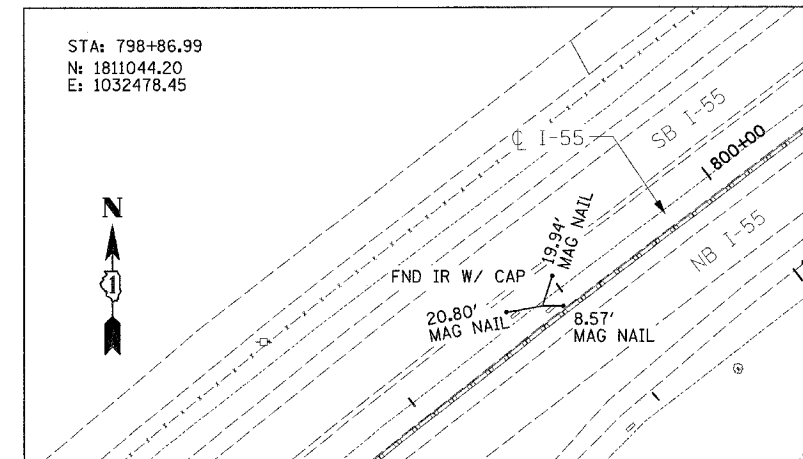 STA: 798+86.99
N: 1811044.20
E: 1032478.45
℄ I-55
SB I-55
800+00
NB I-55
N
1
19.94'
MAG NAIL
FND IR W/ CAP
20.80'
MAG NAIL
8.57'
MAG NAIL